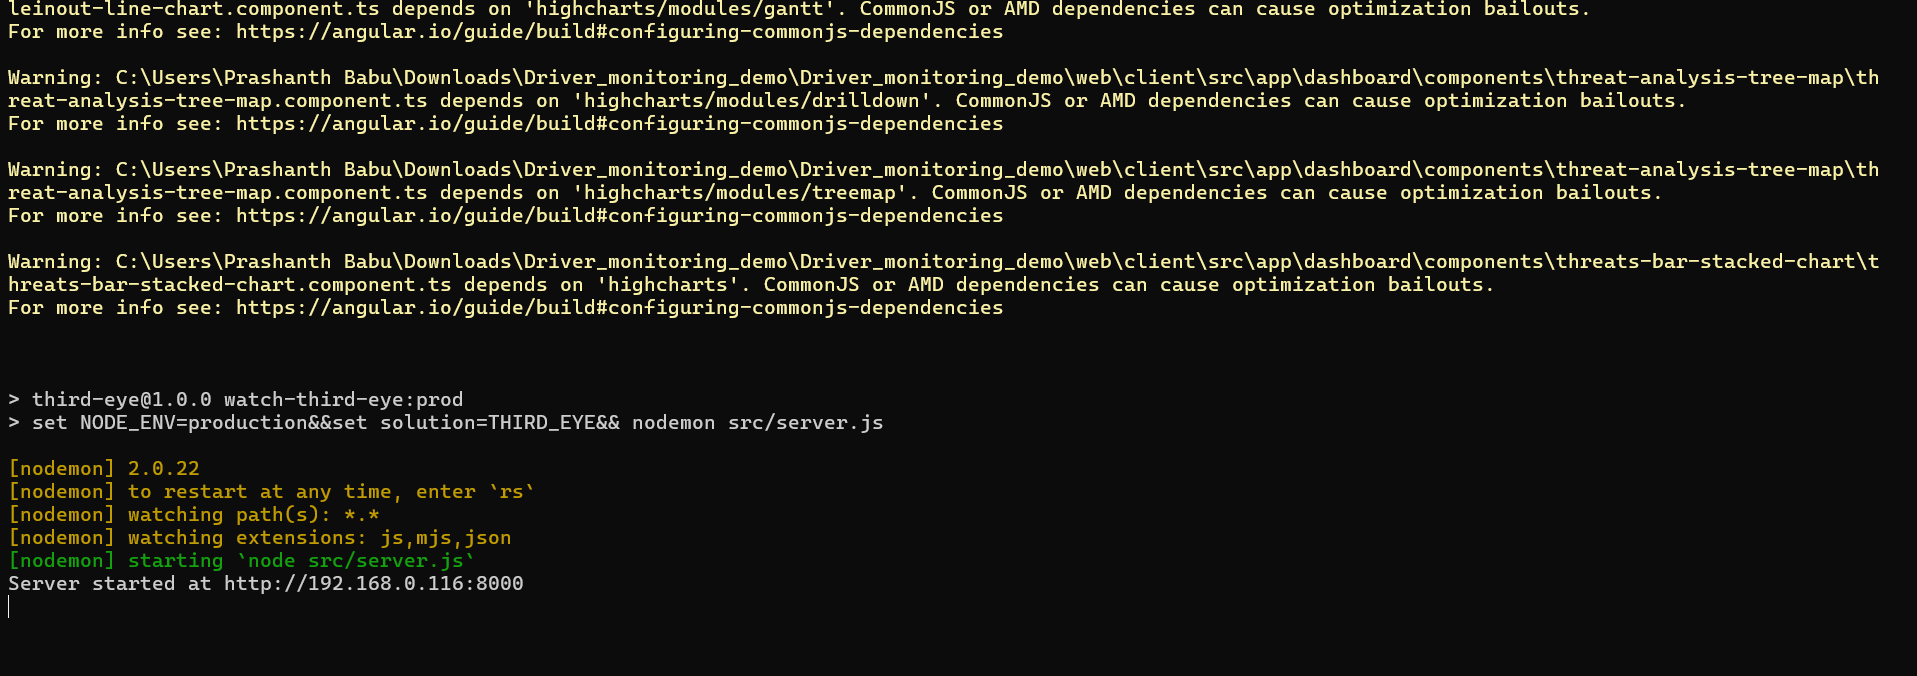 leinout-line-chart.component.ts depends on 'highcharts/modules/gantt'. CommonJS or AMD dependencies can cause optimization bailouts.
For more info see: https://angular.io/guide/build#configuring-commonjs-dependencies
Warning: C:\Users\Prashanth Babu\Downloads\Driver_monitoring_demo\Driver_monitoring_demo\web\client\src\app\dashboard\components\threat-analysis-tree-map\th
reat-analysis-tree-map.component.ts depends on 'highcharts/modules/drilldown'. CommonJS or AMD dependencies can cause optimization bailouts.
For more info see: https://angular.io/guide/build#configuring-commonjs-dependencies
Warning: C:\Users\Prashanth Babu\Downloads\Driver_monitoring_demo\Driver_monitoring_demo\web\client\src\app\dashboard\components\threat-analysis-tree-map\th
reat-analysis-tree-map.component.ts depends on 'highcharts/modules/treemap'. CommonJS or AMD dependencies can cause optimization bailouts.
For more info see: https://angular.io/guide/build#configuring-commonjs-dependencies
Warning: C:\Users\Prashanth Babu\Downloads\Driver_monitoring_demo\Driver_monitoring_demo\web\client\src\app\dashboard\components\threats-bar-stacked-chart\t
hreats-bar-stacked-chart.component.ts depends on 'highcharts'. CommonJS or AMD dependencies can cause optimization bailouts.
For more info see: https://angular.io/guide/build#configuring-commonjs-dependencies
> third-eye@1.0.0 watch-third-eye:prod
> set NODE_ENV=production&&set solution=THIRD_EYE&& nodemon src/server.js
[nodemon] 2.0.22
[nodemon] to restart at any time, enter `rs`
[nodemon] watching path(s): *.*
[nodemon] watching extensions: js,mjs,json
[nodemon] starting `node src/server.js`
Server started at http://192.168.0.116:8000